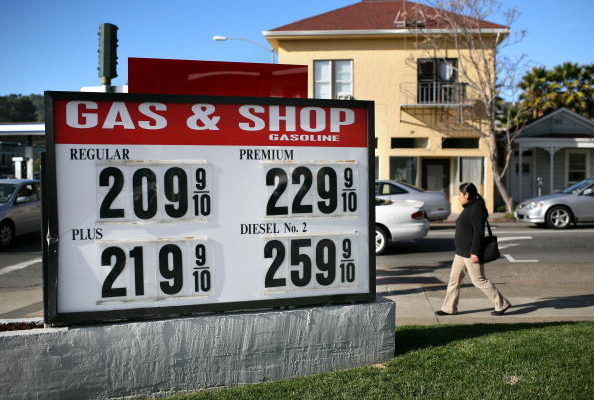 GAS & SHOP
GASOLINE
REGULAR
209 9/10
PREMIUM
229 9/10
PLUS
219 9/10
DIESEL No. 2
259 9/10